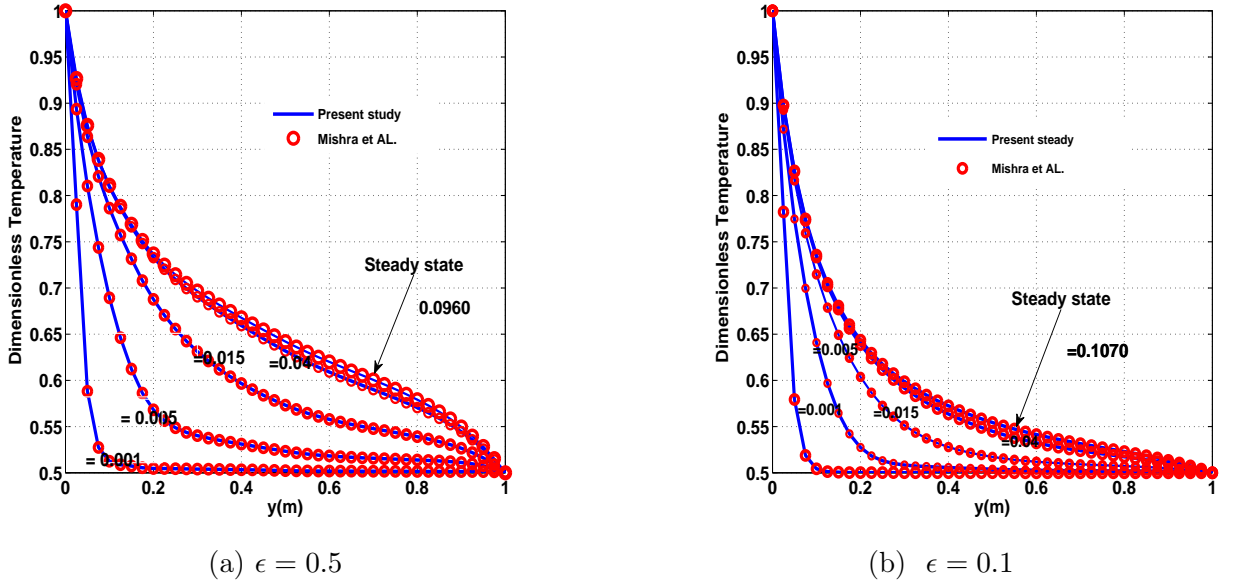 1
0.95
0.9
0.85
0.8
0.75
0.7
0.65
0.6
0.55
0.5
Dimensionless Temperature
Present study
Mishra et AL.
Steady state
0.0960
=0.015
=0.04
= 0.005
= 0.001
0 0.2 0.4 0.6 0.8 1
y(m)
(a) ϵ = 0.5
1
0.95
0.9
0.85
0.8
0.75
0.7
0.65
0.6
0.55
0.5
Dimensionless Temperature
Present steady
Mishra et AL.
Steady state
=0.1070
=0.005
=0.001
=0.015
=0.04
0 0.2 0.4 0.6 0.8 1
y(m)
(b) ϵ = 0.1